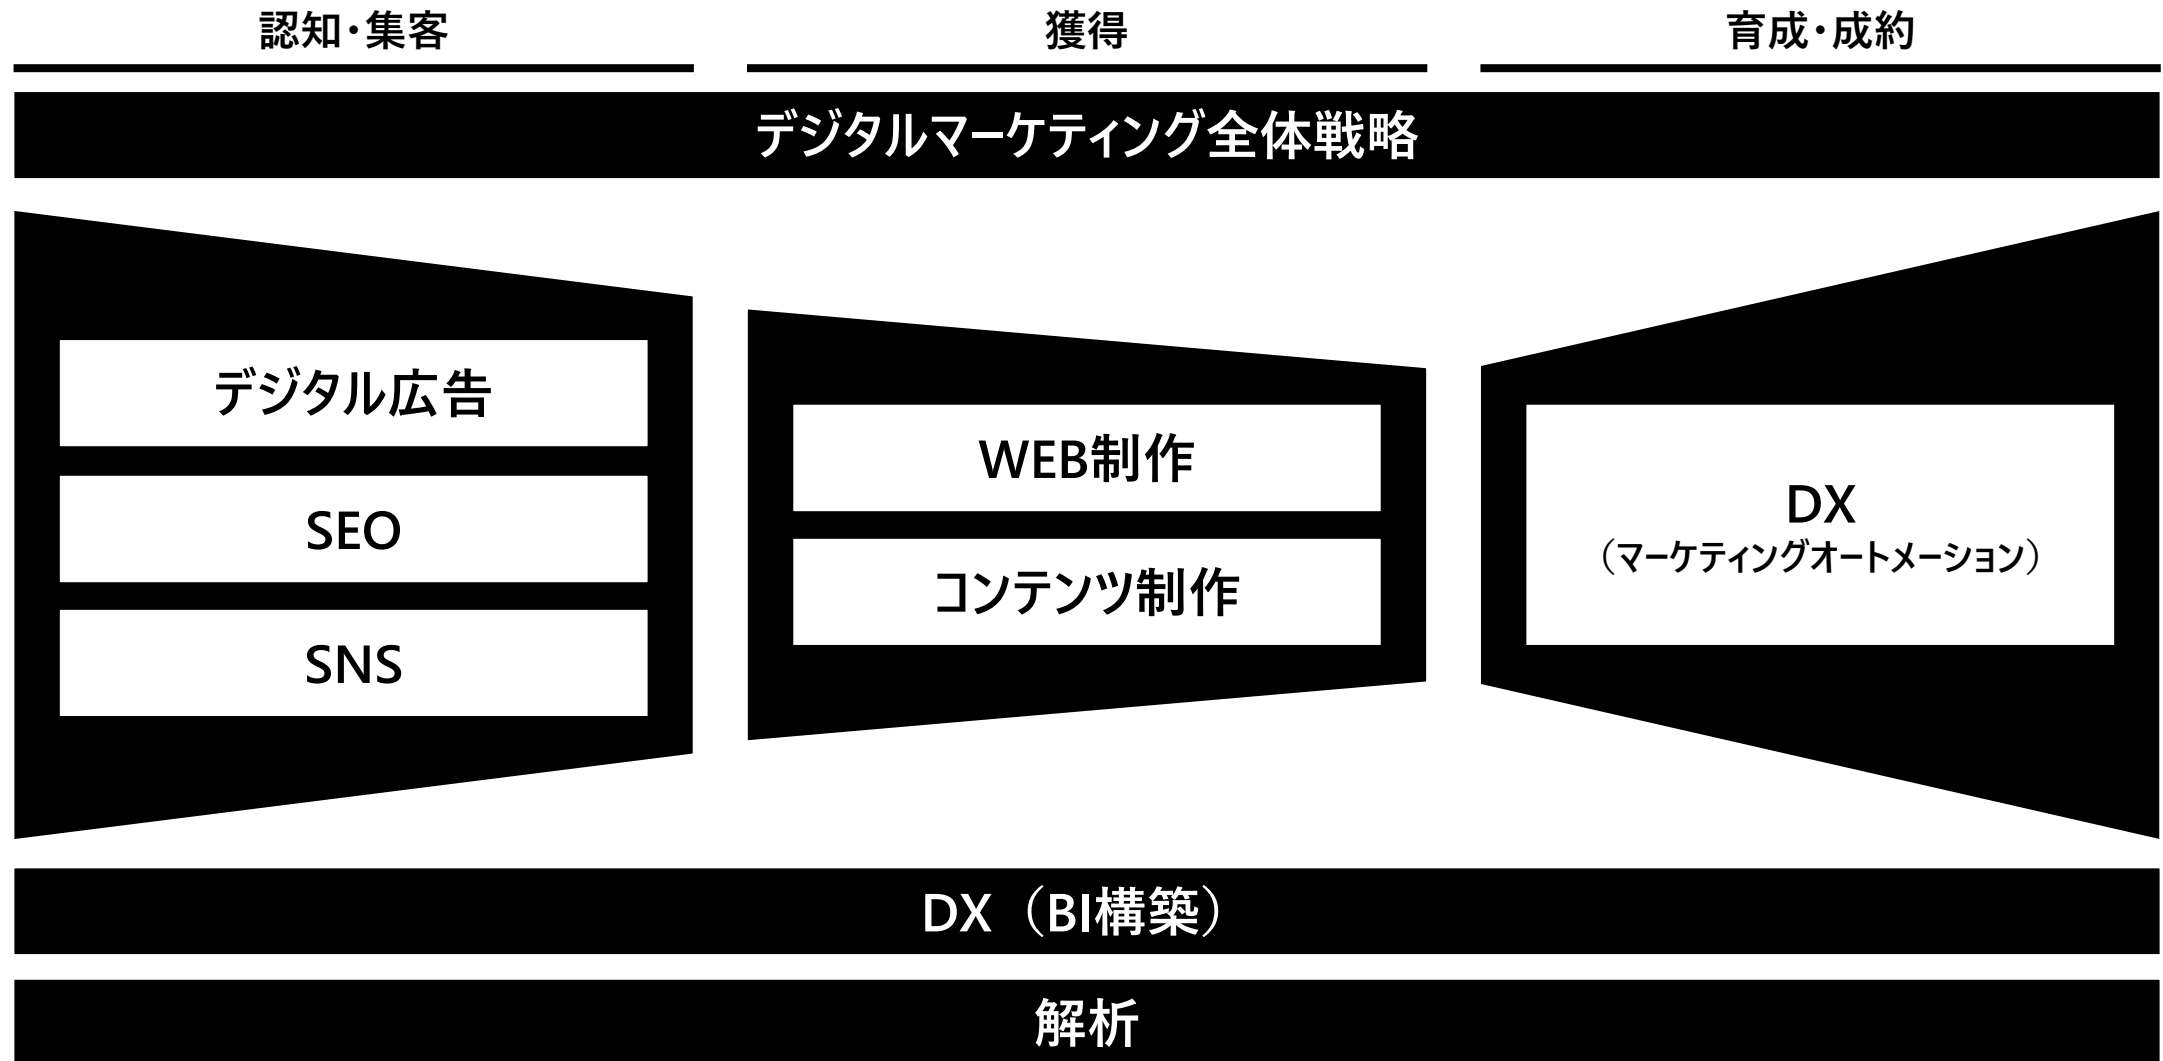 認知・集客
獲得
育成・成約
デジタルマーケティング全体戦略
デジタル広告
SEO
SNS
WEB制作
コンテンツ制作
DX
（マーケティングオートメーション）
DX（BI構築）
解析